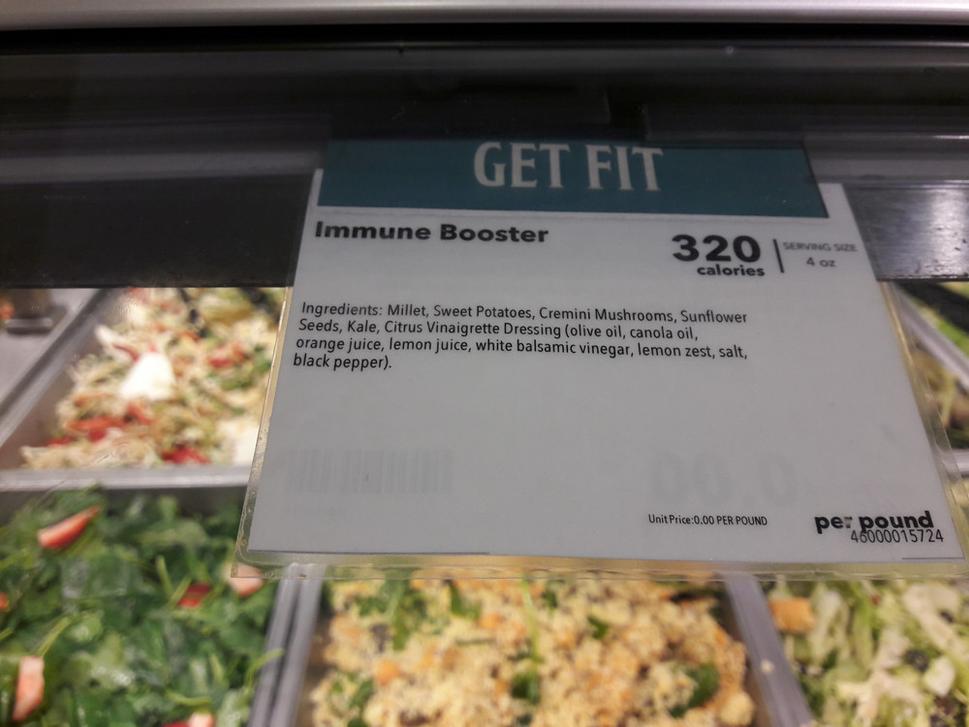 GET FIT
Immune Booster
320
calories
SERVING SIZE
4 oz
Ingredients: Millet, Sweet Potatoes, Cremini Mushrooms, Sunflower
Seeds, Kale, Citrus Vinaigrette Dressing (olive oil, canola oil,
orange juice, lemon juice, white balsamic vinegar, lemon zest, salt,
black pepper).
0.00
Unit Price:0.00 PER POUND
per pound
46000015724